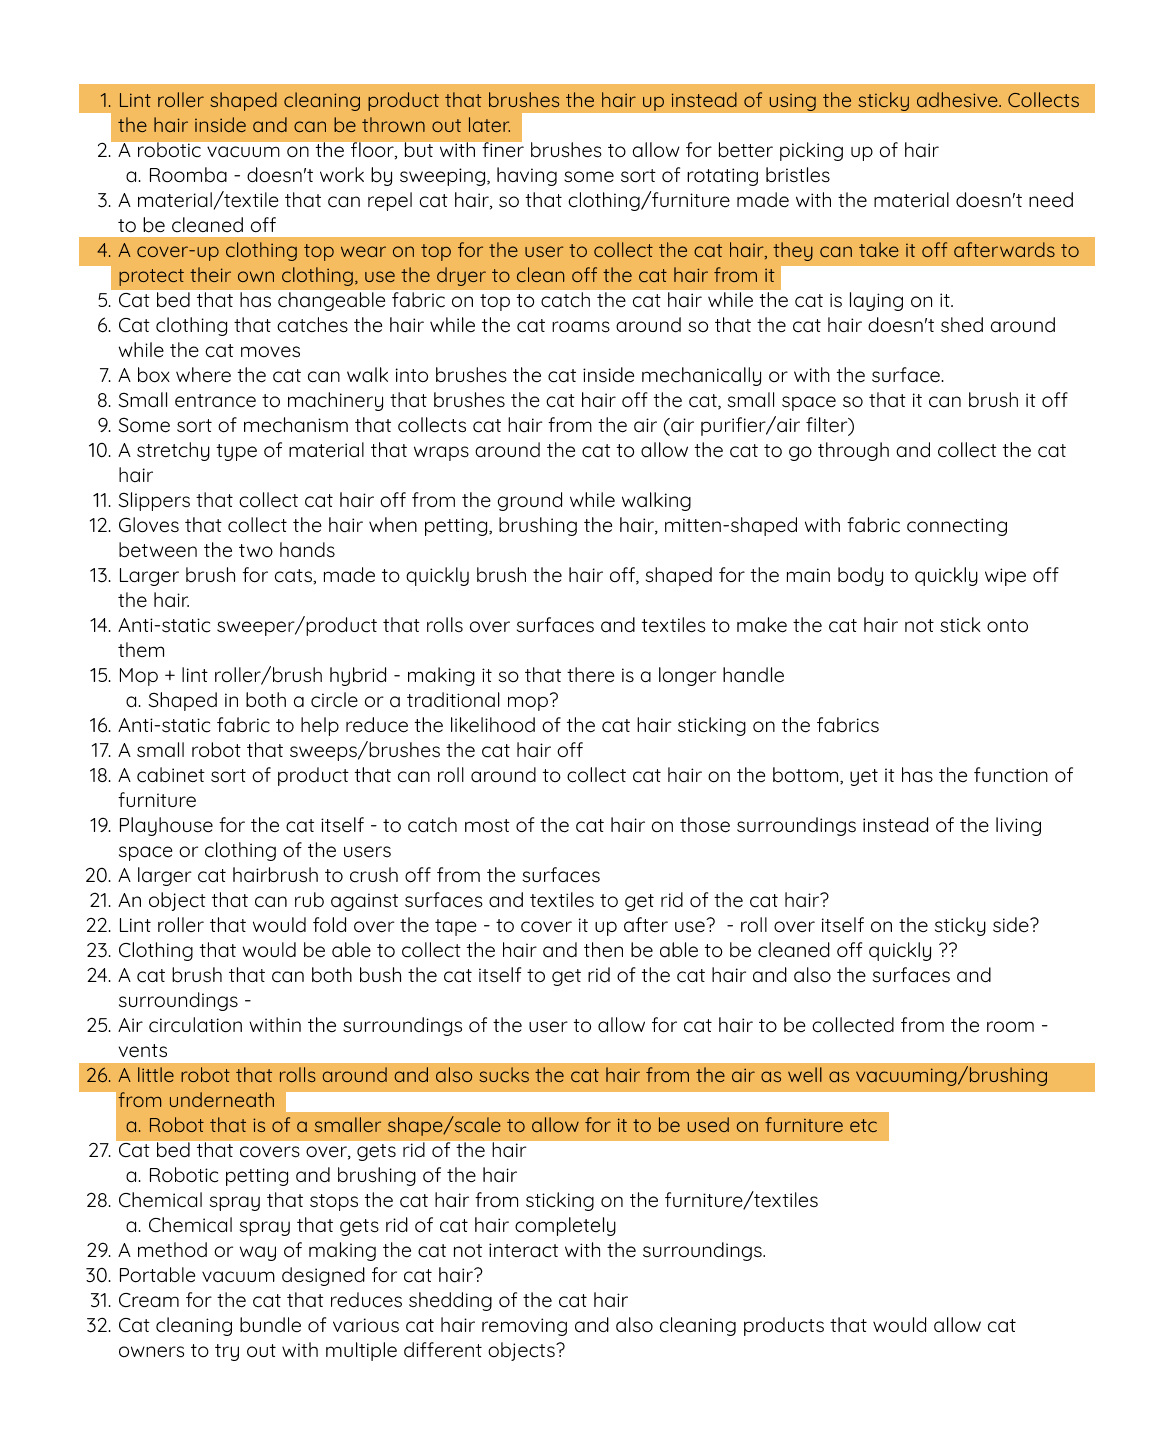 1. Lint roller shaped cleaning product that brushes the hair up instead of using the sticky adhesive. Collects
the hair inside and can be thrown out later.
2. A robotic vacuum on the floor, but with finer brushes to allow for better picking up of hair
a. Roomba - doesn't work by sweeping, having some sort of rotating bristles
3. A material/textile that can repel cat hair, so that clothing/furniture made with the material doesn't need
to be cleaned off
4. A cover-up clothing top wear on top for the user to collect the cat hair, they can take it off afterwards to
protect their own clothing, use the dryer to clean off the cat hair from it
5. Cat bed that has changeable fabric on top to catch the cat hair while the cat is laying on it.
6. Cat clothing that catches the hair while the cat roams around so that the cat hair doesn't shed around
while the cat moves
7. A box where the cat can walk into brushes the cat inside mechanically or with the surface.
8. Small entrance to machinery that brushes the cat hair off the cat, small space so that it can brush it off
9. Some sort of mechanism that collects cat hair from the air (air purifier/air filter)
10. A stretchy type of material that wraps around the cat to allow the cat to go through and collect the cat
hair
11. Slippers that collect cat hair off from the ground while walking
12. Gloves that collect the hair when petting, brushing the hair, mitten-shaped with fabric connecting
between the two hands
13. Larger brush for cats, made to quickly brush the hair off, shaped for the main body to quickly wipe off
the hair.
14. Anti-static sweeper/product that rolls over surfaces and textiles to make the cat hair not stick onto
them
15. Mop + lint roller/brush hybrid - making it so that there is a longer handle
a. Shaped in both a circle or a traditional mop?
16. Anti-static fabric to help reduce the likelihood of the cat hair sticking on the fabrics
17. A small robot that sweeps/brushes the cat hair off
18. A cabinet sort of product that can roll around to collect cat hair on the bottom, yet it has the function of
furniture
19. Playhouse for the cat itself - to catch most of the cat hair on those surroundings instead of the living
space or clothing of the users
20. A larger cat hairbrush to crush off from the surfaces
21. An object that can rub against surfaces and textiles to get rid of the cat hair?
22. Lint roller that would fold over the tape - to cover it up after use?  - roll over itself on the sticky side?
23. Clothing that would be able to collect the hair and then be able to be cleaned off quickly ??
24. A cat brush that can both bush the cat itself to get rid of the cat hair and also the surfaces and
surroundings -
25. Air circulation within the surroundings of the user to allow for cat hair to be collected from the room -
vents
26. A little robot that rolls around and also sucks the cat hair from the air as well as vacuuming/brushing
from underneath
a. Robot that is of a smaller shape/scale to allow for it to be used on furniture etc
27. Cat bed that covers over, gets rid of the hair
a. Robotic petting and brushing of the hair
28. Chemical spray that stops the cat hair from sticking on the furniture/textiles
a. Chemical spray that gets rid of cat hair completely
29. A method or way of making the cat not interact with the surroundings.
30. Portable vacuum designed for cat hair?
31. Cream for the cat that reduces shedding of the cat hair
32. Cat cleaning bundle of various cat hair removing and also cleaning products that would allow cat
owners to try out with multiple different objects?